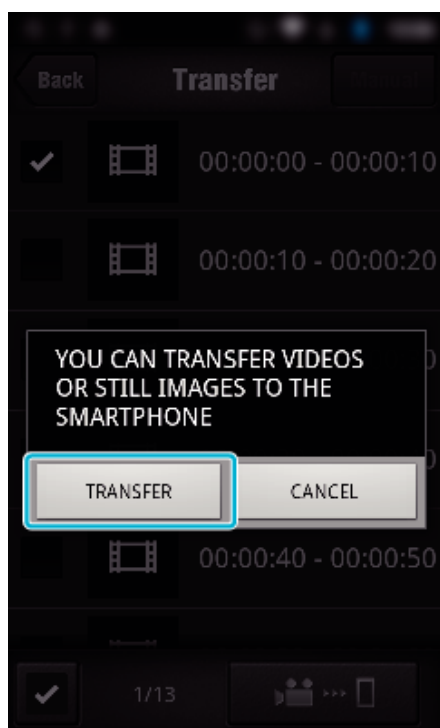 Back
Transfer
00:00:00 - 00:00:10
00:00:10 - 00:00:20
YOU CAN TRANSFER VIDEOS
OR STILL IMAGES TO THE
SMARTPHONE
TRANSFER
CANCEL
00:00:40 - 00:00:50
1/13